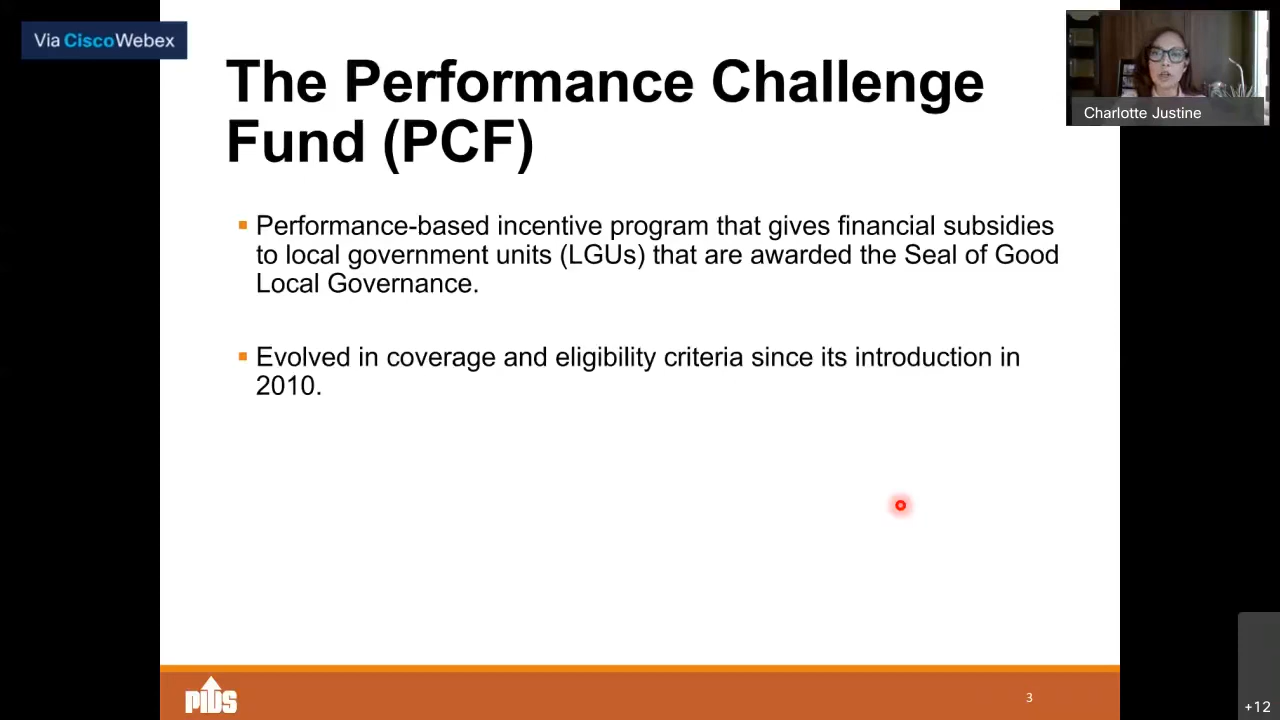 Via CiscoWebex
The Performance Challenge
Fund (PCF)
Charlotte Justine
▪ Performance-based incentive program that gives financial subsidies
to local government units (LGUs) that are awarded the Seal of Good
Local Governance.
▪ Evolved in coverage and eligibility criteria since its introduction in
2010.
PIDS
3
+12